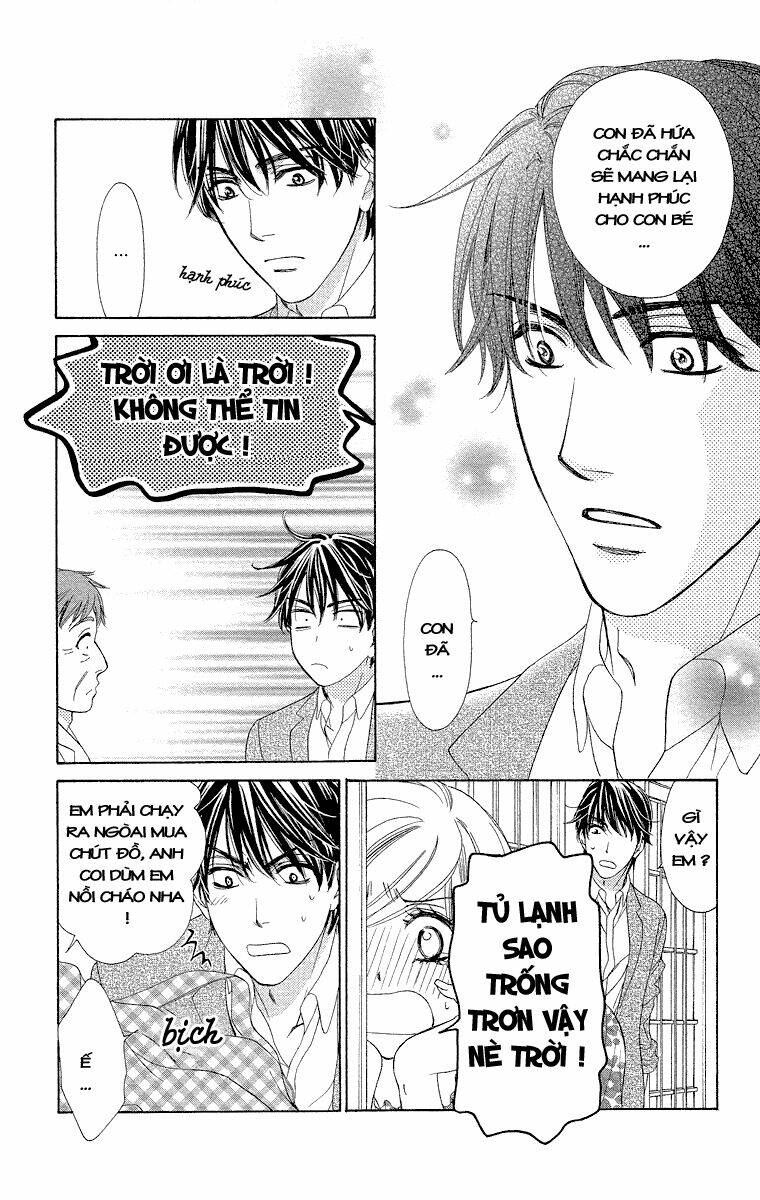 CON ĐÃ HỨA
CHẮC CHẮN
SẼ MANG LẠI
HẠNH PHÚC
CHO CON BÉ
...
CON
ĐÃ
...
...
hạnh phúc
TRỜI ƠI LÀ TRỜI !
KHÔNG THỂ TIN
ĐƯỢC !
GÌ
VẬY
EM ?
TỦ LẠNH
SAO
TRỐNG
TRƠN VẬY
NÈ TRỜI !
EM PHẢI CHẠY
RA NGÒAI MUA
CHÚT ĐỒ, ANH
COI DÙM EM
NỒI CHÁO NHA
!
bịch
Ế
...